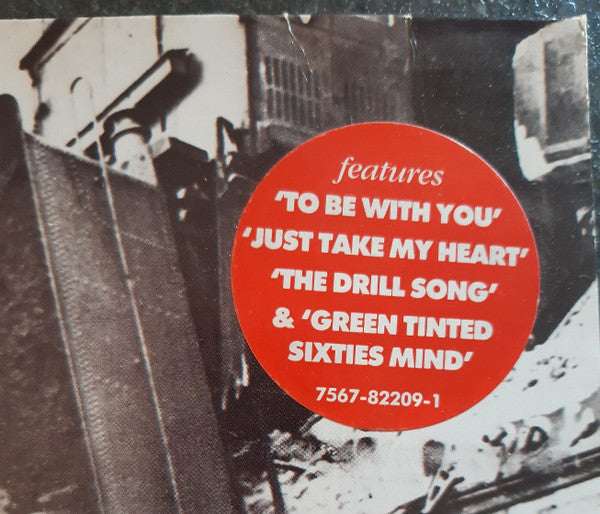 features
'TO BE WITH YOU'
'JUST TAKE MY HEART'
'THE DRILL SONG'
& 'GREEN TINTED
SIXTIES MIND'
7567-82209-1